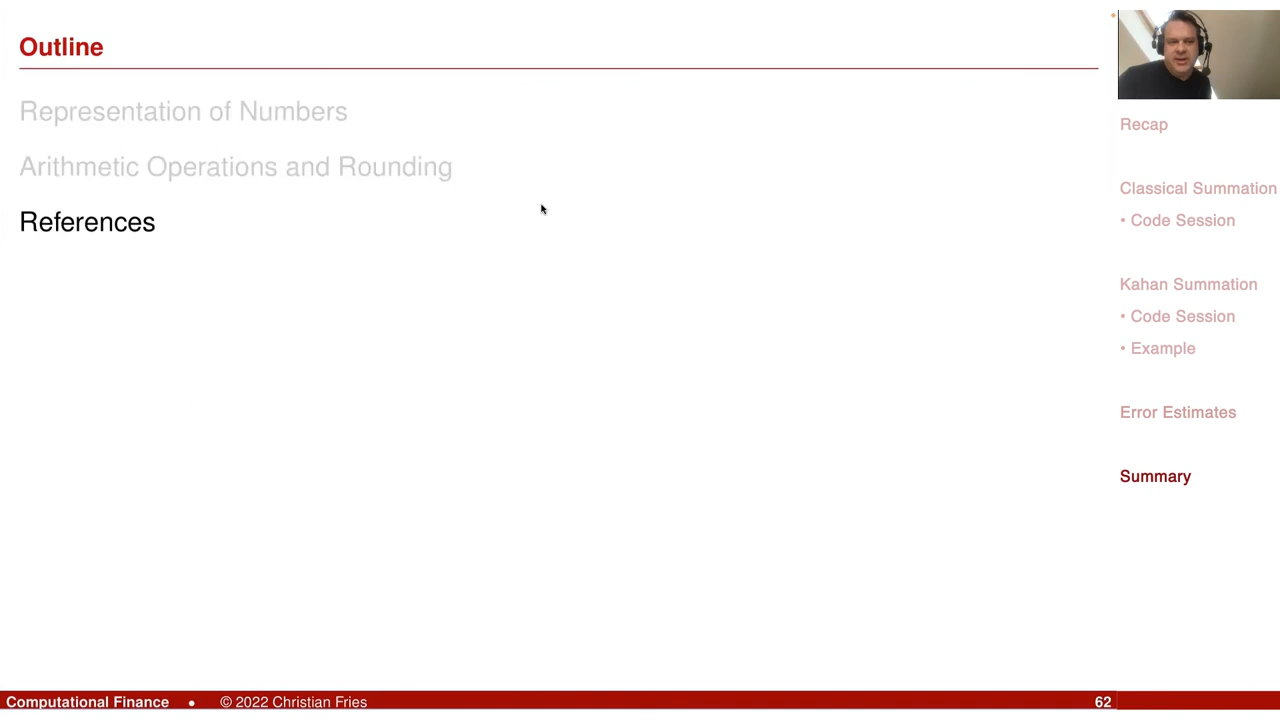 Outline
Representation of Numbers
Arithmetic Operations and Rounding
References
Recap
Classical Summation
• Code Session
Kahan Summation
• Code Session
• Example
Error Estimates
Summary
Computational Finance • © 2022 Christian Fries 62